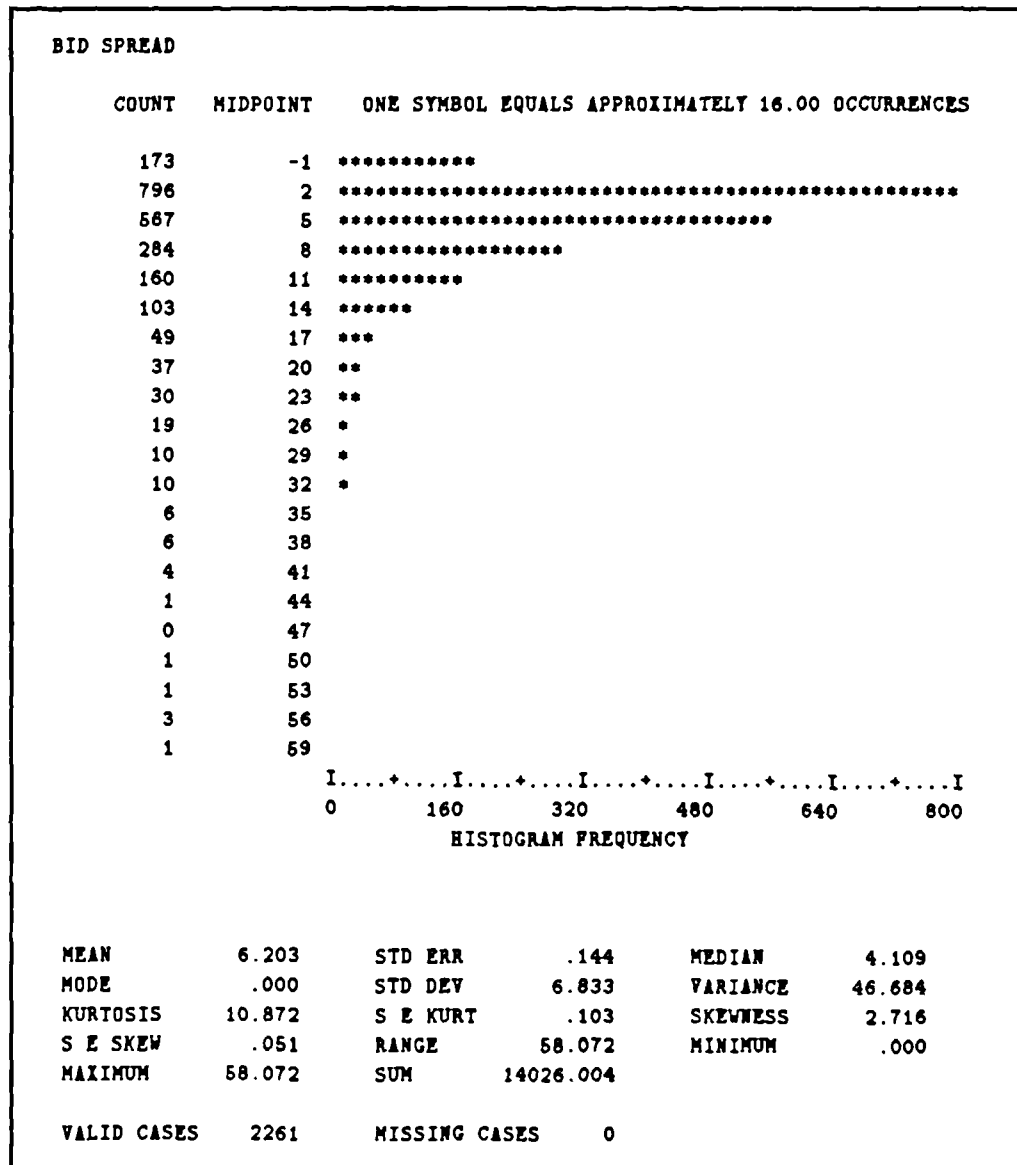 BID SPREAD
COUNT MIDPOINT ONE SYMBOL EQUALS APPROXIMATELY 16.00 OCCURRENCES
173 -1 ***********
796 2 **************************************************
567 5 ***********************************
284 8 ******************
160 11 **********
103 14 ******
49 17 ***
37 20 **
30 23 **
19 26 *
10 29 *
10 32 *
6 35
6 38
4 41
1 44
0 47
1 50
1 53
3 56
1 59
I....+....I....+....I....+....I....+....I....+....I
0 160 320 480 640 800
HISTOGRAM FREQUENCY
MEAN 6.203 STD ERR .144 MEDIAN 4.109
MODE .000 STD DEV 6.833 VARIANCE 46.684
KURTOSIS 10.872 S E KURT .103 SKEWNESS 2.716
S E SKEW .051 RANGE 58.072 MINIMUM .000
MAXIMUM 58.072 SUM 14026.004
VALID CASES 2261 MISSING CASES 0